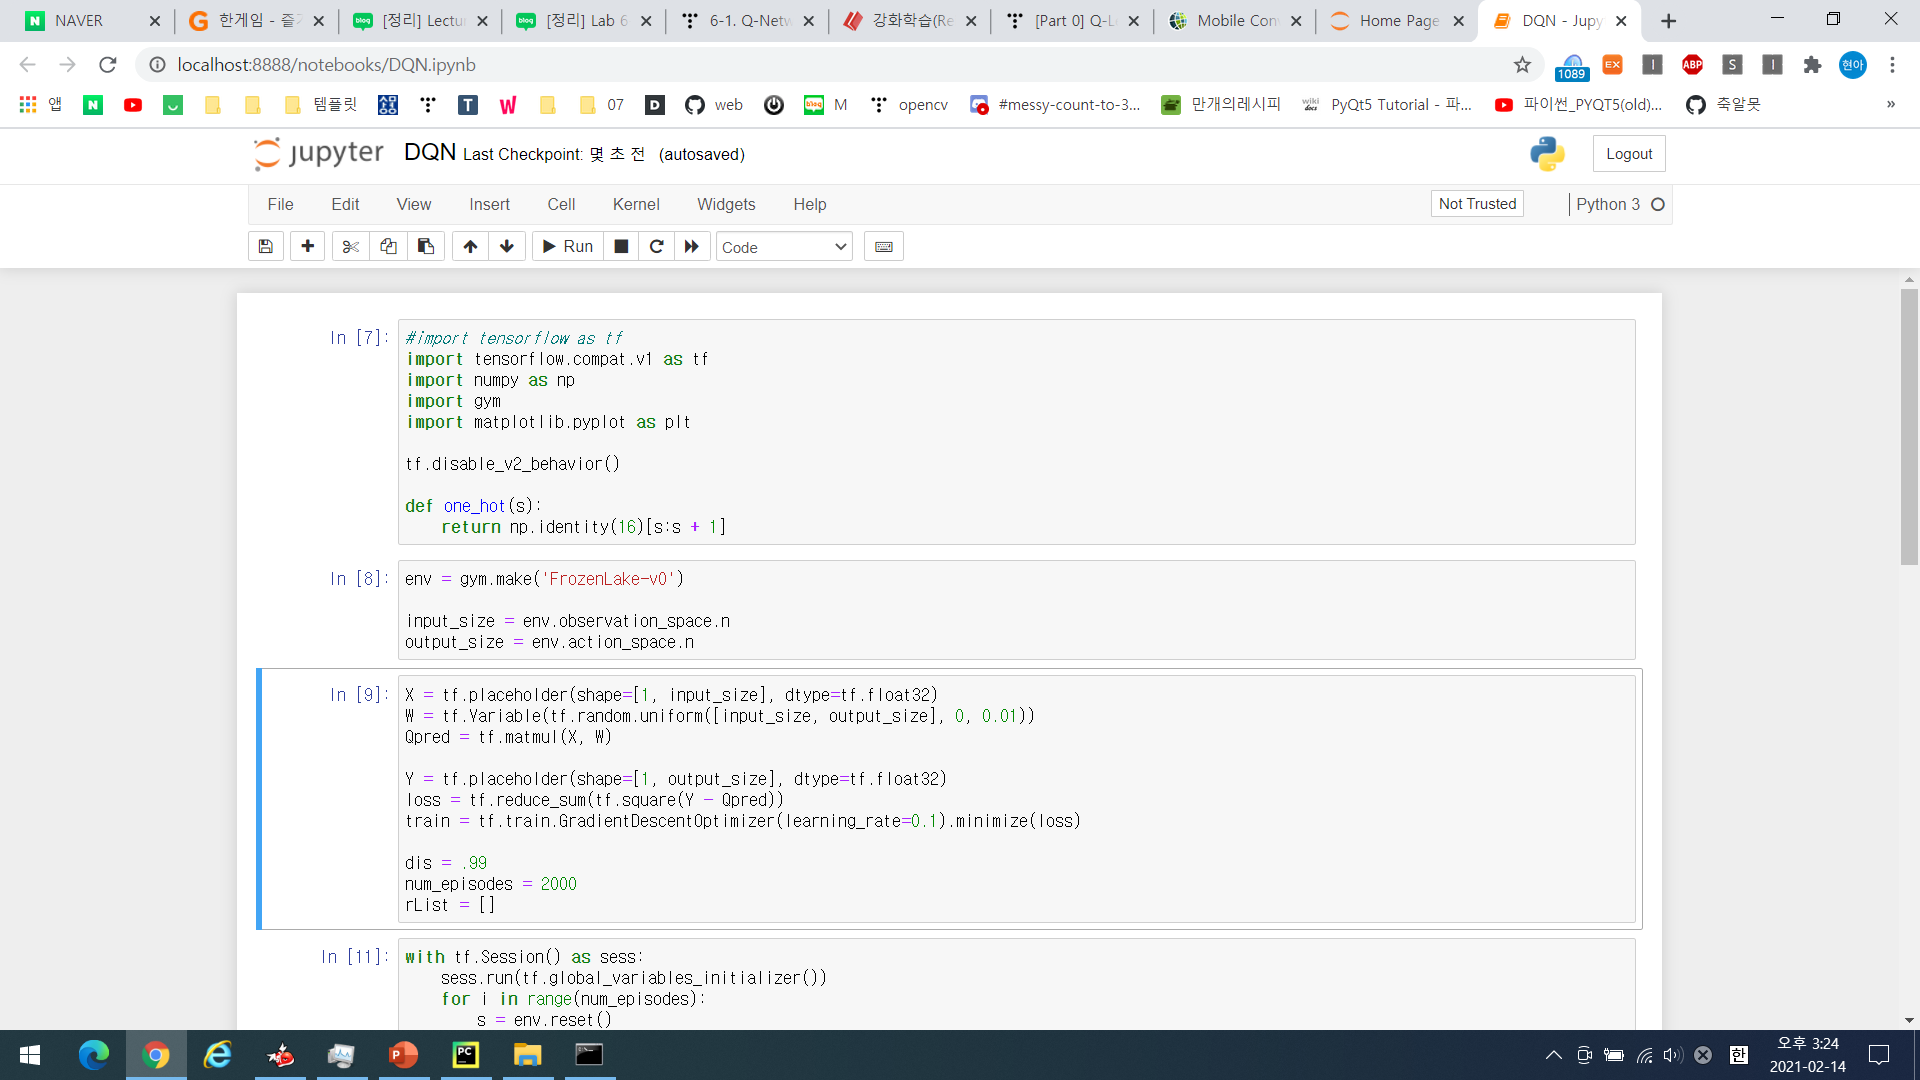 NAVER
한게임 - 즐기
[정리] Lectur
[정리] Lab 6
6-1. Q-Netw
강화학습(Re
[Part 0] Q-Le
Mobile Con
Home Page
DQN - Jupy
localhost:8888/notebooks/DQN.ipynb
1089
EX
ABP
S
현아
앱
템플릿
07
web
M
opencv
#messy-count-to-3...
만개의레시피
PyQt5 Tutorial - 파...
파이썬_PYQT5(old)...
축알못
jupyter DQN Last Checkpoint: 몇 초 전 (autosaved)
Logout
File Edit View Insert Cell Kernel Widgets Help
Not Trusted
Python 3
Run
Code
In [7]:
#import tensorflow as tf
import tensorflow.compat.v1 as tf
import numpy as np
import gym
import matplotlib.pyplot as plt
tf.disable_v2_behavior()
def one_hot(s):
    return np.identity(16)[s:s + 1]
In [8]:
env = gym.make('FrozenLake-v0')
input_size = env.observation_space.n
output_size = env.action_space.n
In [9]:
X = tf.placeholder(shape=[1, input_size], dtype=tf.float32)
W = tf.Variable(tf.random.uniform([input_size, output_size], 0, 0.01))
Qpred = tf.matmul(X, W)
Y = tf.placeholder(shape=[1, output_size], dtype=tf.float32)
loss = tf.reduce_sum(tf.square(Y - Qpred))
train = tf.train.GradientDescentOptimizer(learning_rate=0.1).minimize(loss)
dis = .99
num_episodes = 2000
rList = []
In [11]:
with tf.Session() as sess:
    sess.run(tf.global_variables_initializer())
    for i in range(num_episodes):
        s = env.reset()
한
오후 3:24
2021-02-14